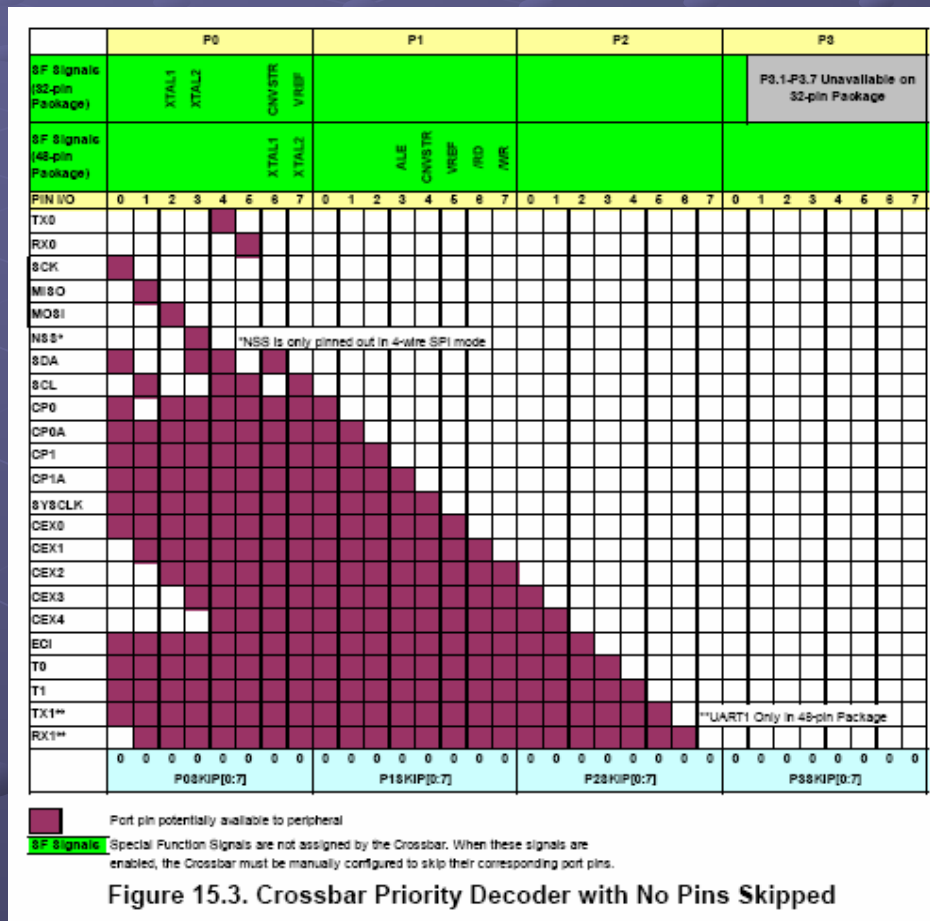 P0 P1 P2 P3
SF Signals
(32-pin
Package)
XTAL1
XTAL2
CNVSTR
VREF
P3.1-P3.7 Unavailable on
32-pin Package
SF Signals
(48-pin
Package)
XTAL1
XTAL2
ALE
CNVSTR
VREF
/RD
/WR
PIN I/O 0 1 2 3 4 5 6 7 0 1 2 3 4 5 6 7 0 1 2 3 4 5 6 7 0 1 2 3 4 5 6 7
TX0
RX0
SCK
MISO
MOSI
NSS* *NSS is only pinned out in 4-wire SPI mode
SDA
SCL
CP0
CP0A
CP1
CP1A
SYSCLK
CEX0
CEX1
CEX2
CEX3
CEX4
ECI
T0
T1
TX1** **UART1 Only in 48-pin Package
RX1**
0 0 0 0 0 0 0 0 0 0 0 0 0 0 0 0 0 0 0 0 0 0 0 0 0 0 0 0 0 0 0 0
P0SKIP[0:7] P1SKIP[0:7] P2SKIP[0:7] P3SKIP[0:7]
Port pin potentially available to peripheral
SF Signals Special Function Signals are not assigned by the Crossbar. When these signals are
enabled, the Crossbar must be manually configured to skip their corresponding port pins.
Figure 15.3. Crossbar Priority Decoder with No Pins Skipped